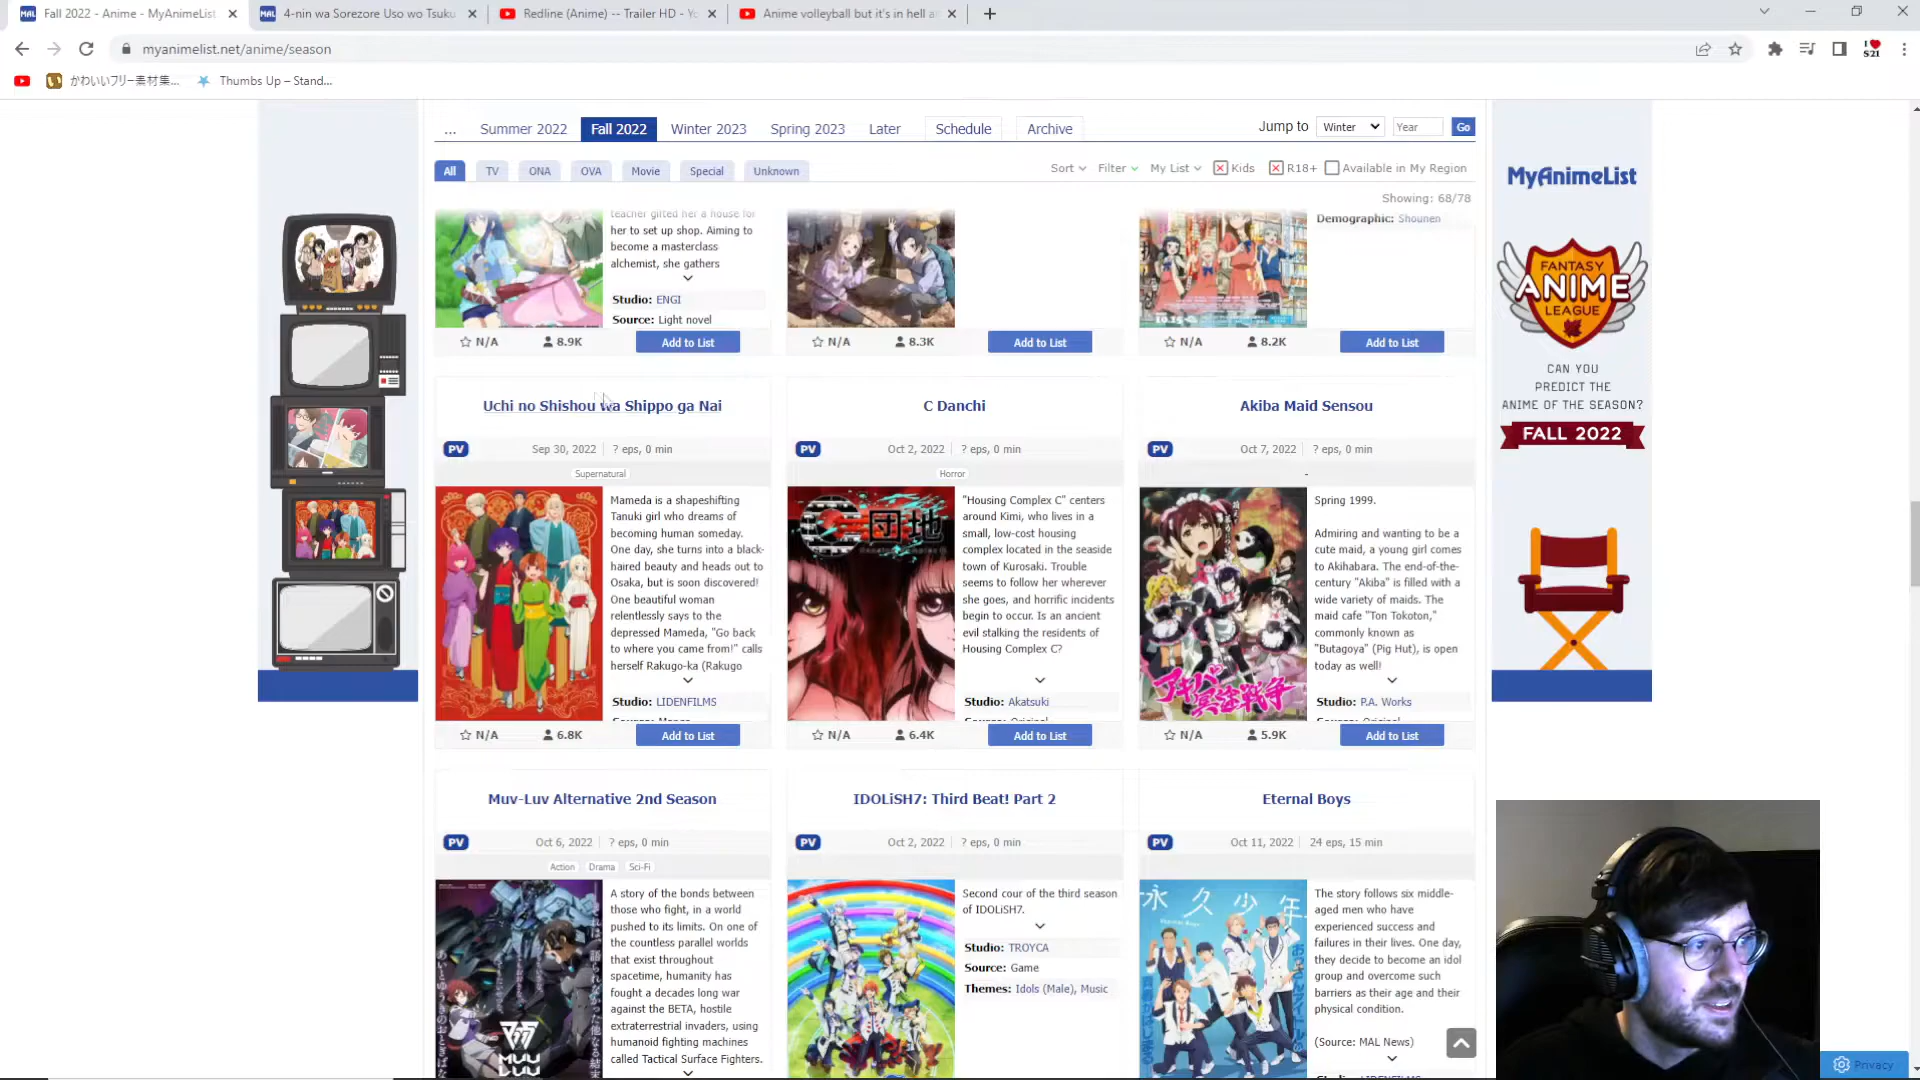 Fall 2022 - Anime - MyAnimeList
4-nin wa Sorezore Uso wo Tsuku
Redline (Anime) -- Trailer HD - Yo
Anime volleyball but it's in hell a
myanimelist.net/anime/season
かわいいフリー素材集...
Thumbs Up – Stand...
... Summer 2022 Fall 2022 Winter 2023 Spring 2023 Later Schedule Archive
Jump to Winter Year Go
All TV ONA OVA Movie Special Unknown
Sort Filter My List Kids R18+ Available in My Region
Showing: 68/78
teacher gifted her a house for
her to set up shop. Aiming to
become a masterclass
alchemist, she gathers
Studio: ENGI
Source: Light novel
N/A 8.9K Add to List
N/A 8.3K Add to List
Demographic: Shounen
N/A 8.2K Add to List
Uchi no Shishou wa Shippo ga Nai
PV Sep 30, 2022 ? eps, 0 min
Supernatural
Mameda is a shapeshifting
Tanuki girl who dreams of
becoming human someday.
One day, she turns into a black-
haired beauty and heads out to
Osaka, but is soon discovered!
One beautiful woman
relentlessly says to the
depressed Mameda, "Go back
to where you came from!" calls
herself Rakugo-ka (Rakugo
Studio: LIDENFILMS
Source: Manga
N/A 6.8K Add to List
C Danchi
PV Oct 2, 2022 ? eps, 0 min
Horror
C団地
"Housing Complex C" centers
around Kimi, who lives in a
small, low-cost housing
complex located in the seaside
town of Kurosaki. Trouble
seems to follow her wherever
she goes, and horrific incidents
begin to occur. Is an ancient
evil stalking the residents of
Housing Complex C?
Studio: Akatsuki
Source: Original
N/A 6.4K Add to List
Akiba Maid Sensou
PV Oct 7, 2022 ? eps, 0 min
-
アキバ冥途戦争
Spring 1999.
Admiring and wanting to be a
cute maid, a young girl comes
to Akihabara. The end-of-the-
century "Akiba" is filled with a
wide variety of maids. The
maid cafe "Ton Tokoton,"
commonly known as
"Butagoya" (Pig Hut), is open
today as well!
Studio: P.A. Works
Source: Original
N/A 5.9K Add to List
Muv-Luv Alternative 2nd Season
PV Oct 6, 2022 ? eps, 0 min
Action Drama Sci-Fi
A story of the bonds between
those who fight, in a world
pushed to its limits. On one of
the countless parallel worlds
that exist throughout
spacetime, humanity has
fought a decades long war
against the BETA, hostile
extraterrestrial invaders, using
humanoid fighting machines
called Tactical Surface Fighters.
IDOLiSH7: Third Beat! Part 2
PV Oct 2, 2022 ? eps, 0 min
Second cour of the third season
of IDOLiSH7.
Studio: TROYCA
Source: Game
Themes: Idols (Male), Music
Eternal Boys
PV Oct 11, 2022 24 eps, 15 min
永久少年
The story follows six middle-
aged men who have
experienced success and
failures in their lives. One day,
they decide to become an idol
group and overcome such
barriers as their age and their
physical condition.
(Source: MAL News)
LIDENFILMS
MyAnimeList
FANTASY
ANIME
LEAGUE
CAN YOU
PREDICT THE
ANIME OF THE SEASON?
FALL 2022
Privacy